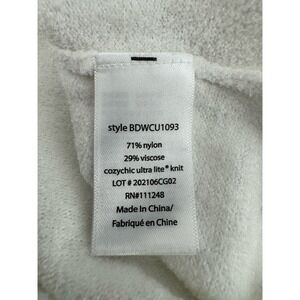 style BDWCU1093
71% nylon
29% viscose
cozychic ultra lite® knit
LOT # 202106CG02
RN#111248
Made in China/
Fabriqué en Chine